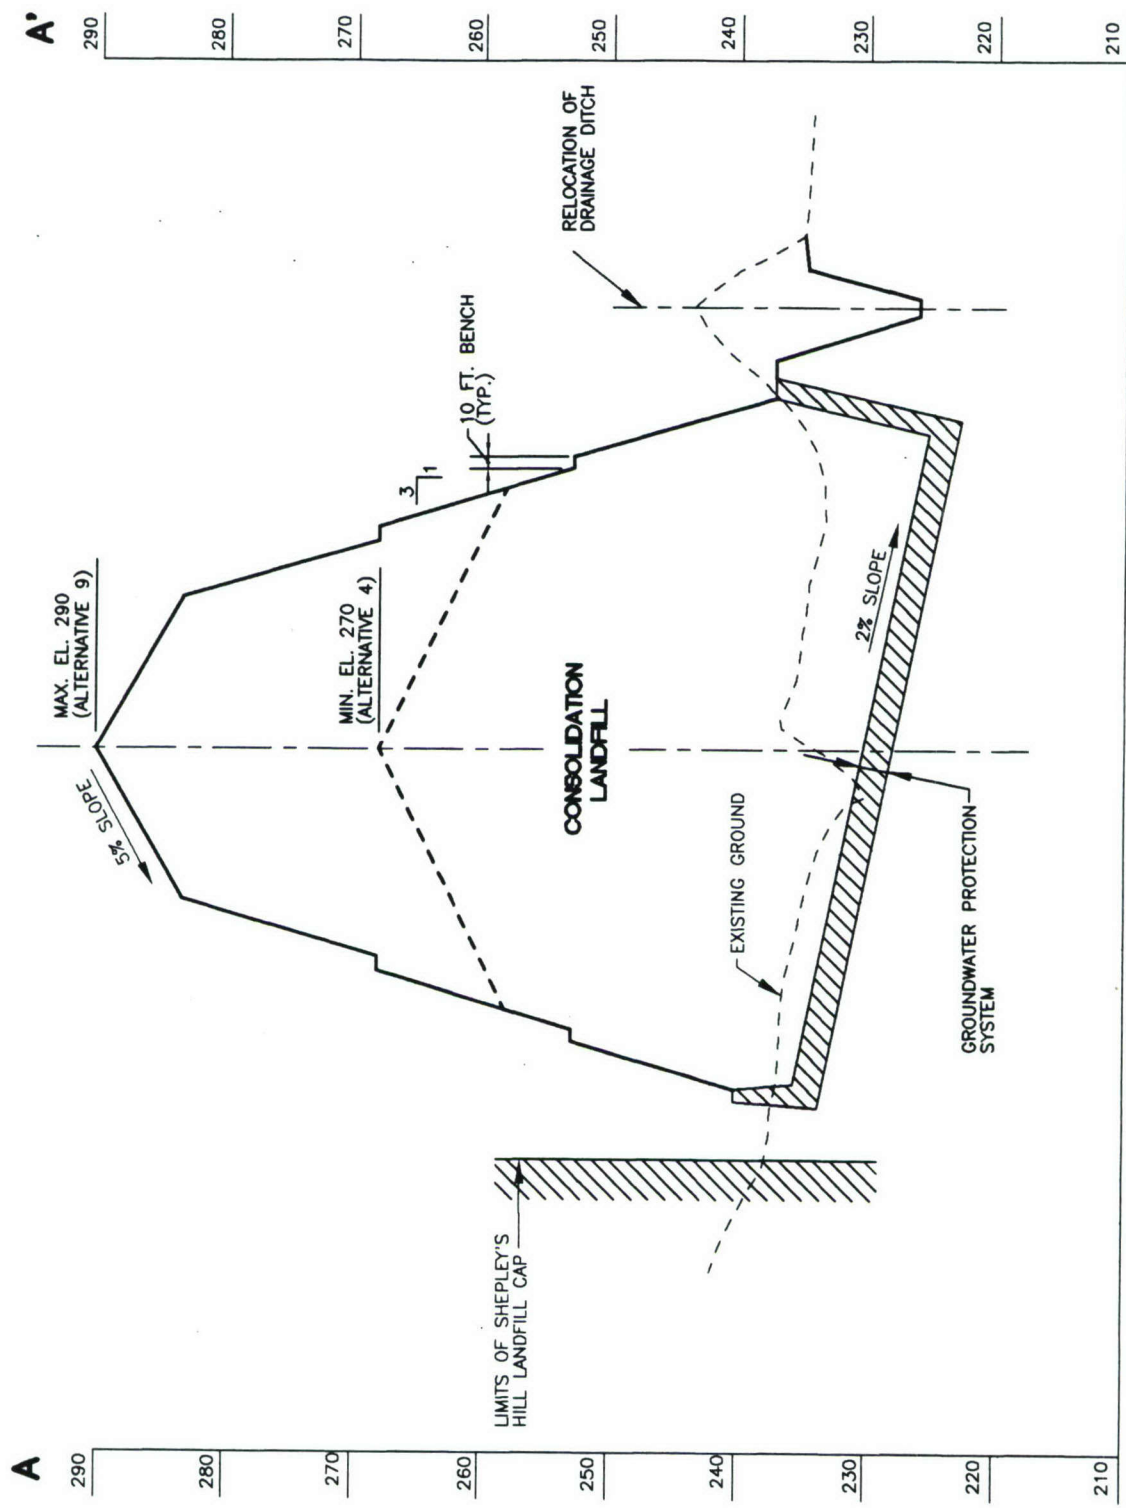 A
A'
290
280
270
260
250
240
230
220
210
290
280
270
260
250
240
230
220
210
MAX. EL. 290
(ALTERNATIVE 9)
5% SLOPE
MIN. EL. 270
(ALTERNATIVE 4)
3
1
10 FT. BENCH
(TYP.)
RELOCATION OF
DRAINAGE DITCH
CONSOLIDATION
LANDFILL
LIMITS OF SHEPLEY'S
HILL LANDFILL CAP
EXISTING GROUND
2% SLOPE
GROUNDWATER PROTECTION
SYSTEM